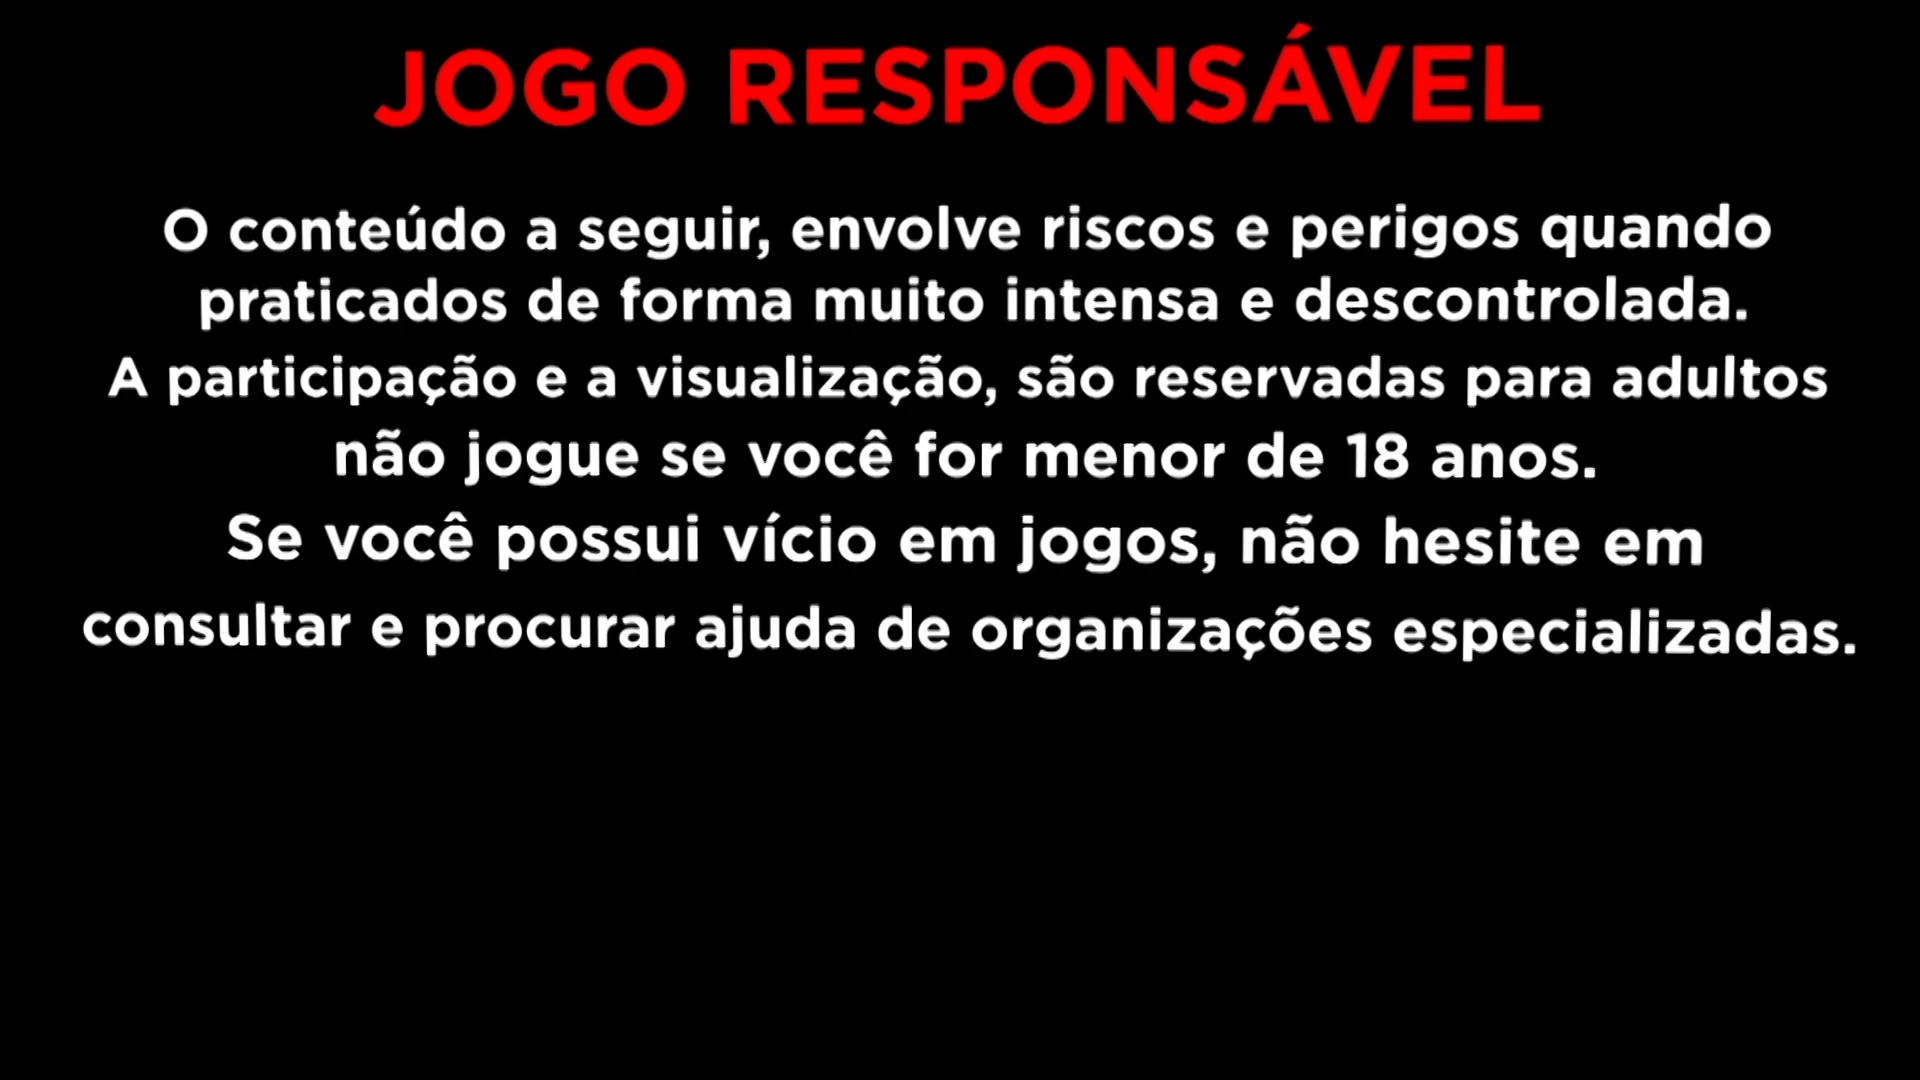 JOGO RESPONSÁVEL
O conteúdo a seguir, envolve riscos e perigos quando
praticados de forma muito intensa e descontrolada.
A participação e a visualização, são reservadas para adultos
não jogue se você for menor de 18 anos.
Se você possui vício em jogos, não hesite em
consultar e procurar ajuda de organizações especializadas.